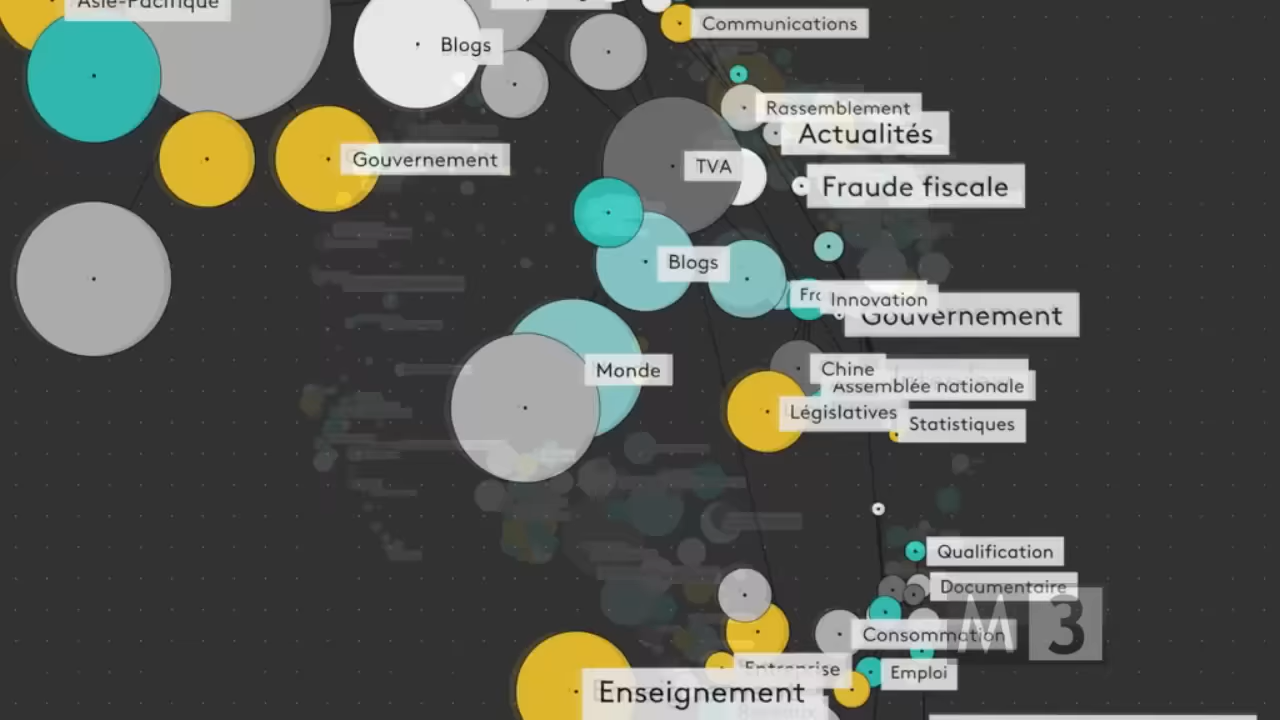 Asie-Pacifique
Communications
Blogs
Rassemblement
Actualités
Gouvernement
TVA
Fraude fiscale
Blogs
Innovation
Gouvernement
Monde
Chine
Assemblée nationale
Législatives
Statistiques
Qualification
Documentaire
M 3
Consommation
Entreprise
Emploi
Enseignement